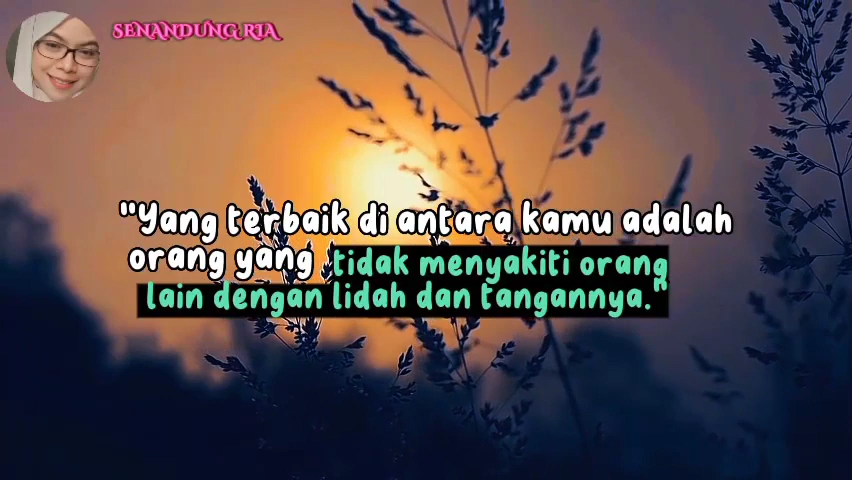 SENANDUNG RIA
"Yang terbaik di antara kamu adalah
orang yang tidak menyakiti orang
lain dengan lidah dan tangannya."